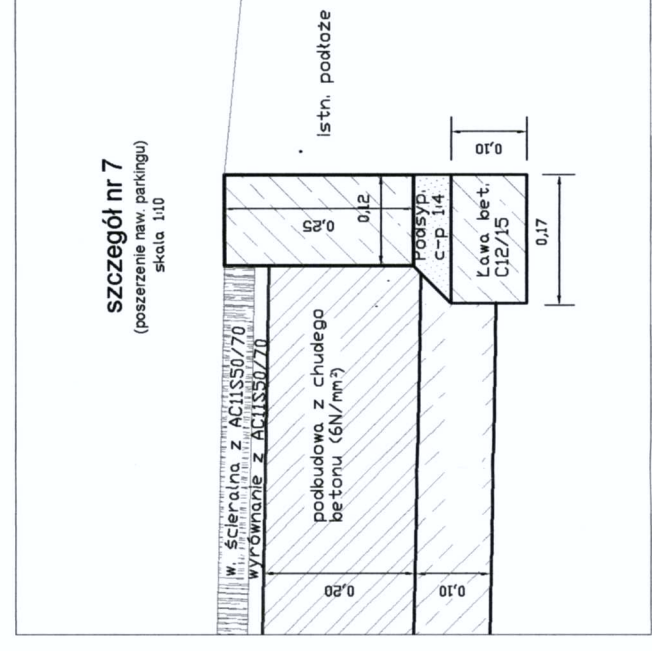 szczegół nr 7
(poszerzenie naw. parkingu)
skala 1:10
Istn. podłoże
w. ścieralna z AC11S50/70
wyrównanie z AC11S50/70
podbudowa z chudego
betonu (6N/mm²)
0,25
0,12
Podsyp.
c-p 1:4
Ława bet.
C12/15
0,10
0,17
0,20
0,10